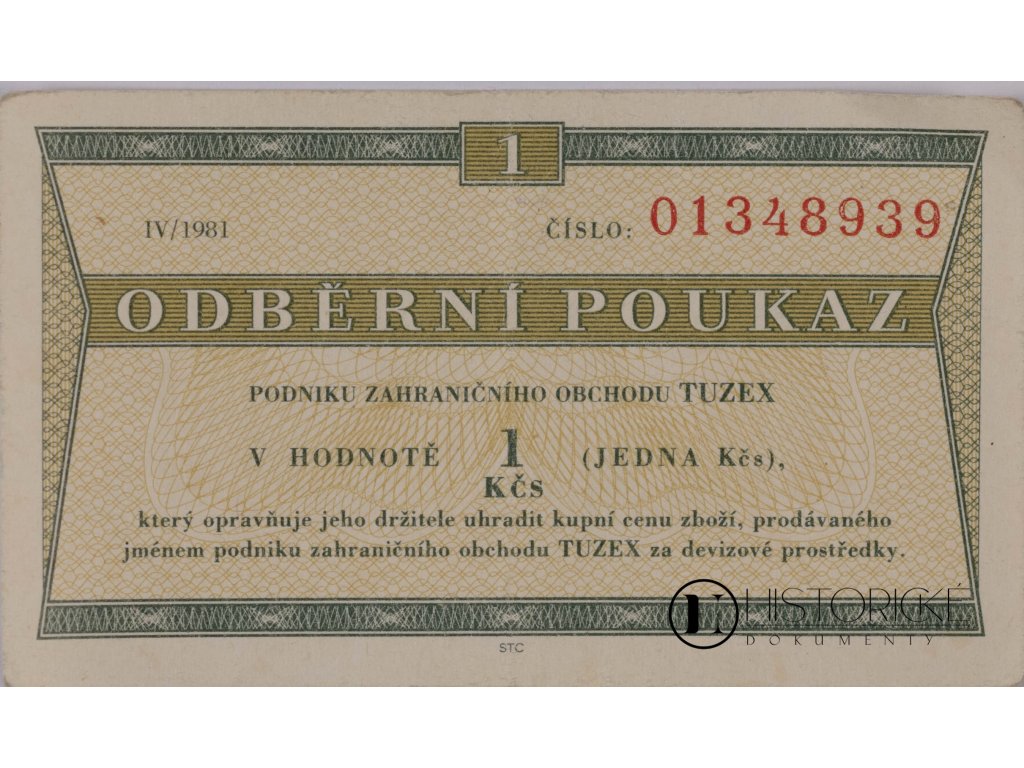 1
IV/1981 ČÍSLO: 01348939
ODBĚRNÍ POUKAZ
PODNIKU ZAHRANIČNÍHO OBCHODU TUZEX
V HODNOTĚ 1 (JEDNA Kčs),
KČS
který opravňuje jeho držitele uhradit kupní cenu zboží, prodávaného
jménem podniku zahraničního obchodu TUZEX za devizové prostředky.
HISTORICKÉ
DOKUMENTY
STC